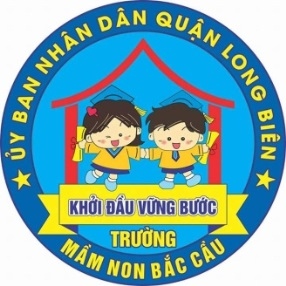 ỦY BAN NHÂN DÂN QUẬN LONG BIÊN
KHỞI ĐẦU VỮNG BƯỚC
TRƯỜNG
MẦM NON BẮC CẦU